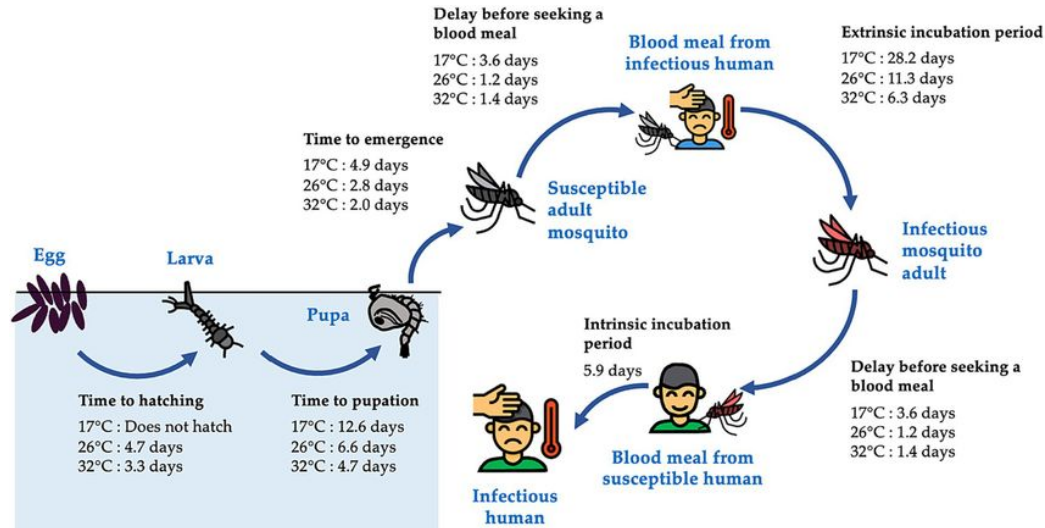 Egg
Larva
Pupa
Time to hatching
17°C : Does not hatch
26°C : 4.7 days
32°C : 3.3 days
Time to pupation
17°C : 12.6 days
26°C : 6.6 days
32°C : 4.7 days
Time to emergence
17°C : 4.9 days
26°C : 2.8 days
32°C : 2.0 days
Susceptible
adult
mosquito
Delay before seeking a
blood meal
17°C : 3.6 days
26°C : 1.2 days
32°C : 1.4 days
Blood meal from
infectious human
Extrinsic incubation period
17°C : 28.2 days
26°C : 11.3 days
32°C : 6.3 days
Infectious
mosquito
adult
Delay before seeking a
blood meal
17°C : 3.6 days
26°C : 1.2 days
32°C : 1.4 days
Blood meal from
susceptible human
Intrinsic incubation
period
5.9 days
Infectious
human